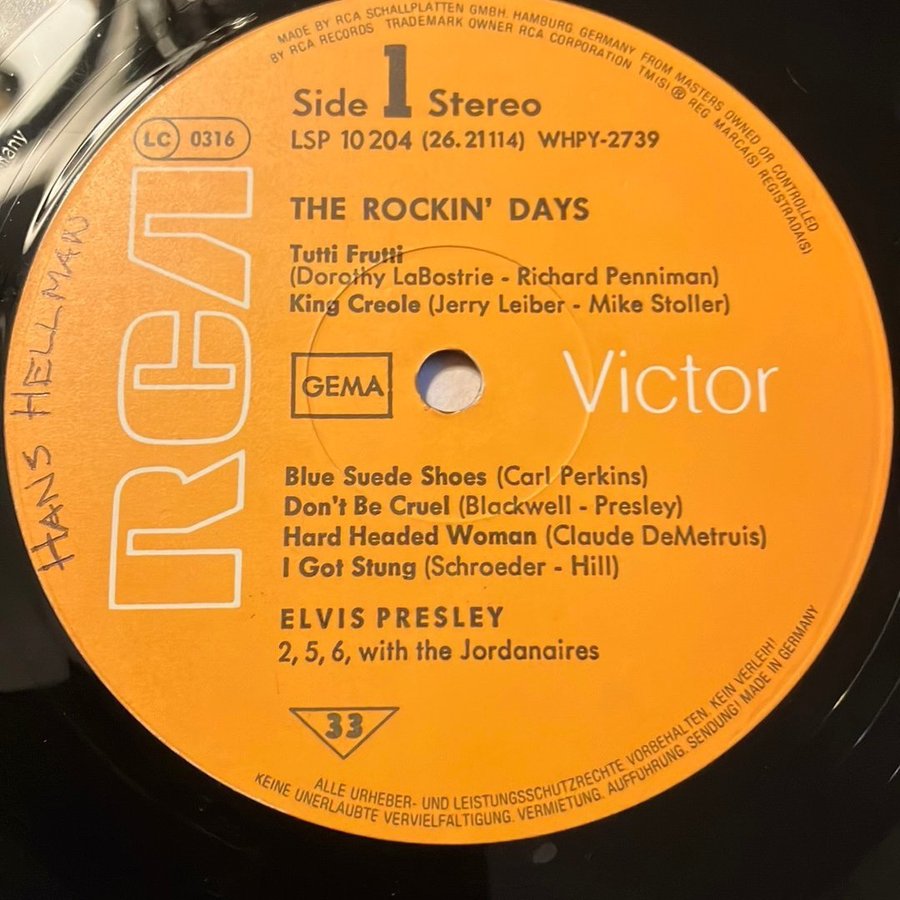 MADE BY RCA SCHALLPLATTEN GMBH. HAMBURG GERMANY FROM MASTERS OWNED OR CONTROLLED
BY RCA RECORDS TRADEMARK OWNER RCA CORPORATION TM(S) ® REG MARCA(S) REGISTRADA(S)
Side 1 Stereo
LC 0316
LSP 10 204 (26.21114) WHPY-2739
RCA
HANS HELLMAN
THE ROCKIN' DAYS
Tutti Frutti
(Dorothy LaBostrie - Richard Penniman)
King Creole (Jerry Leiber - Mike Stoller)
GEMA
Victor
Blue Suede Shoes (Carl Perkins)
Don't Be Cruel (Blackwell - Presley)
Hard Headed Woman (Claude DeMetruis)
I Got Stung (Schroeder - Hill)
ELVIS PRESLEY
2, 5, 6, with the Jordanaires
33
ALLE URHEBER- UND LEISTUNGSSCHUTZRECHTE VORBEHALTEN. KEIN VERLEIH!
KEINE UNERLAUBTE VERVIELFALTIGUNG. VERMIETUNG. AUFFUHRUNG. SENDUNG! MADE IN GERMANY